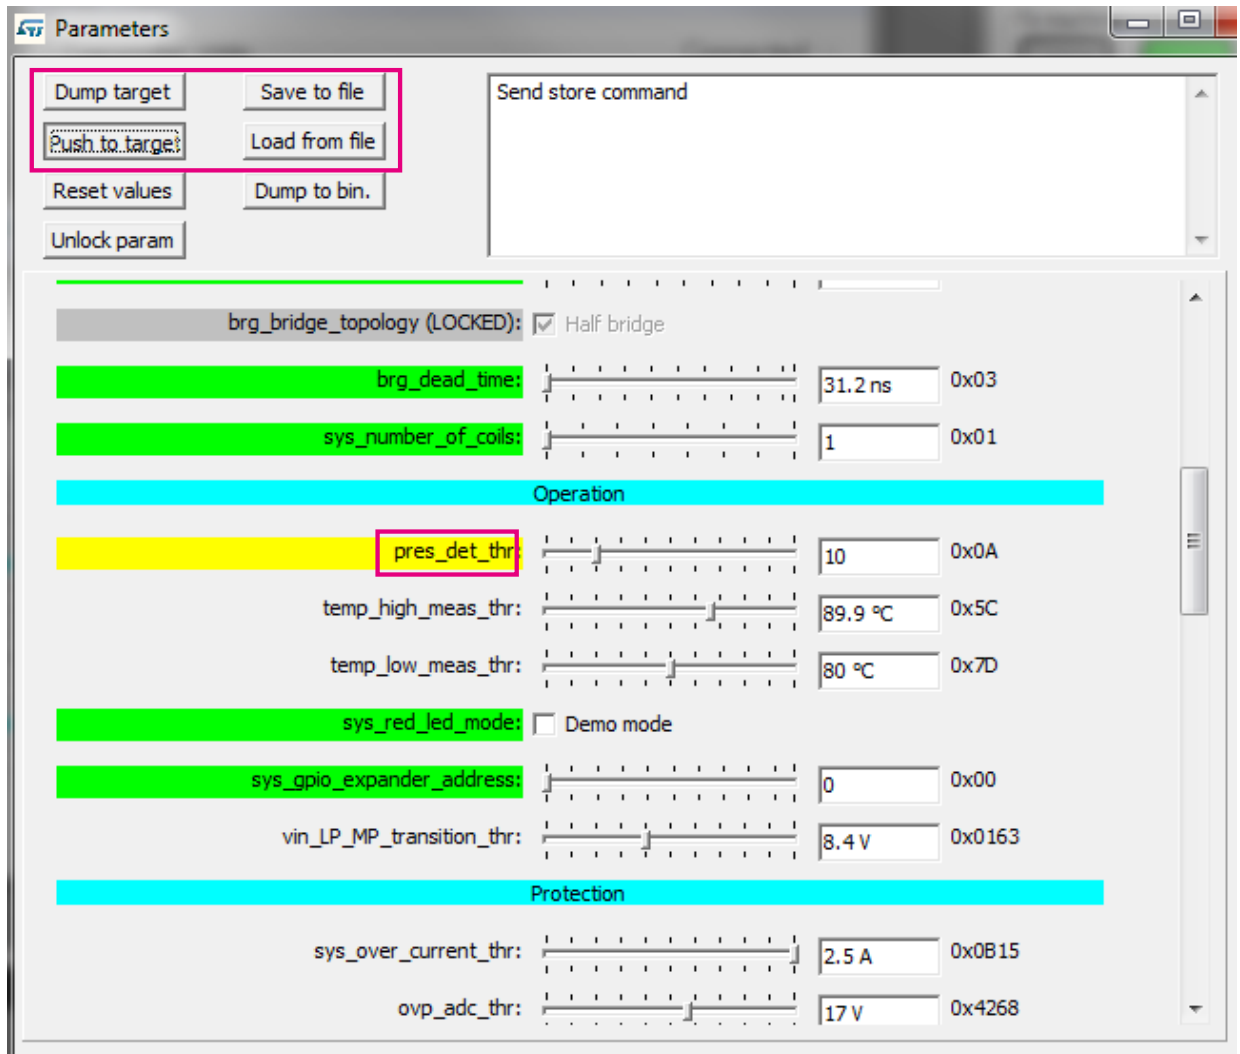 Parameters
Dump target
Save to file
Send store command
Push to target
Load from file
Reset values
Dump to bin.
Unlock param
brg_bridge_topology (LOCKED): Half bridge
brg_dead_time: 31.2 ns 0x03
sys_number_of_coils: 1 0x01
Operation
pres_det_thr: 10 0x0A
temp_high_meas_thr: 89.9 °C 0x5C
temp_low_meas_thr: 80 °C 0x7D
sys_red_led_mode: Demo mode
sys_gpio_expander_address: 0 0x00
vin_LP_MP_transition_thr: 8.4 V 0x0163
Protection
sys_over_current_thr: 2.5 A 0x0B15
ovp_adc_thr: 17 V 0x4268